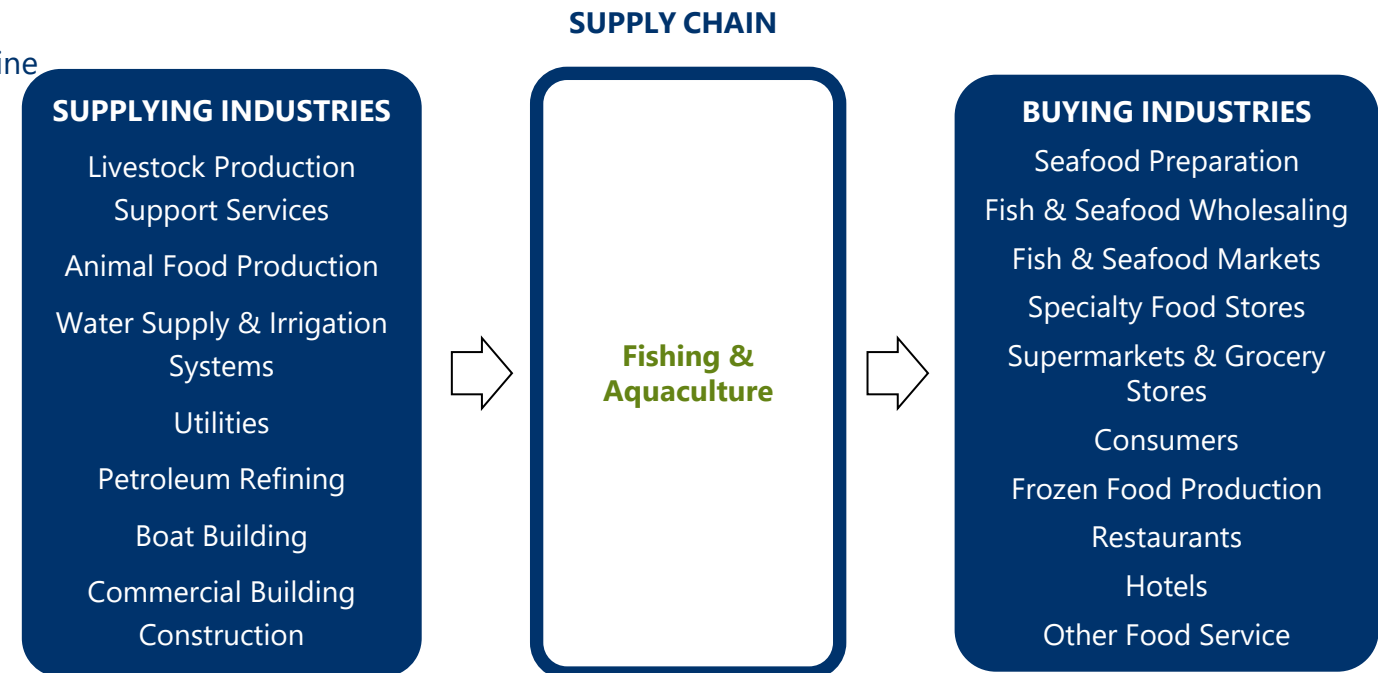 SUPPLY CHAIN
ine
SUPPLYING INDUSTRIES
Livestock Production
Support Services
Animal Food Production
Water Supply & Irrigation
Systems
Utilities
Petroleum Refining
Boat Building
Commercial Building
Construction
Fishing &
Aquaculture
BUYING INDUSTRIES
Seafood Preparation
Fish & Seafood Wholesaling
Fish & Seafood Markets
Specialty Food Stores
Supermarkets & Grocery
Stores
Consumers
Frozen Food Production
Restaurants
Hotels
Other Food Service